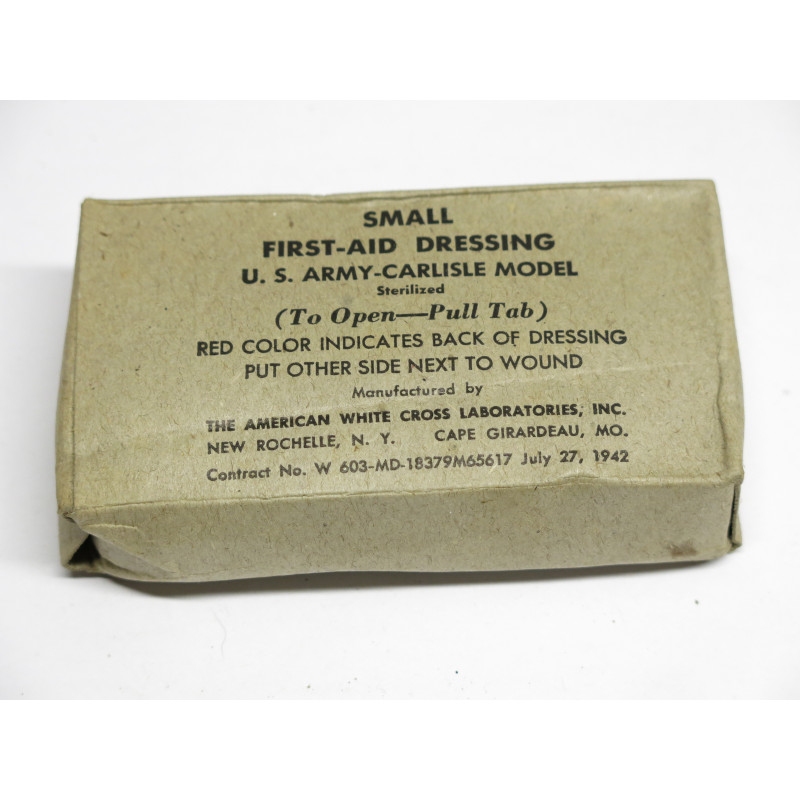 SMALL
FIRST-AID DRESSING
U. S. ARMY-CARLISLE MODEL
Sterilized
(To Open—Pull Tab)
RED COLOR INDICATES BACK OF DRESSING
PUT OTHER SIDE NEXT TO WOUND
Manufactured by
THE AMERICAN WHITE CROSS LABORATORIES, INC.
NEW ROCHELLE, N. Y. CAPE GIRARDEAU, MO.
Contract No. W 603-MD-18379M65617 July 27, 1942